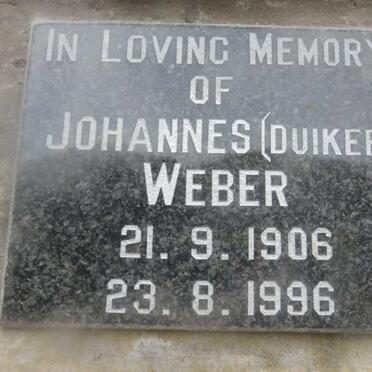 IN LOVING MEMORY
OF
JOHANNES (DUIKER
WEBER
21. 9. 1906
23. 8. 1996